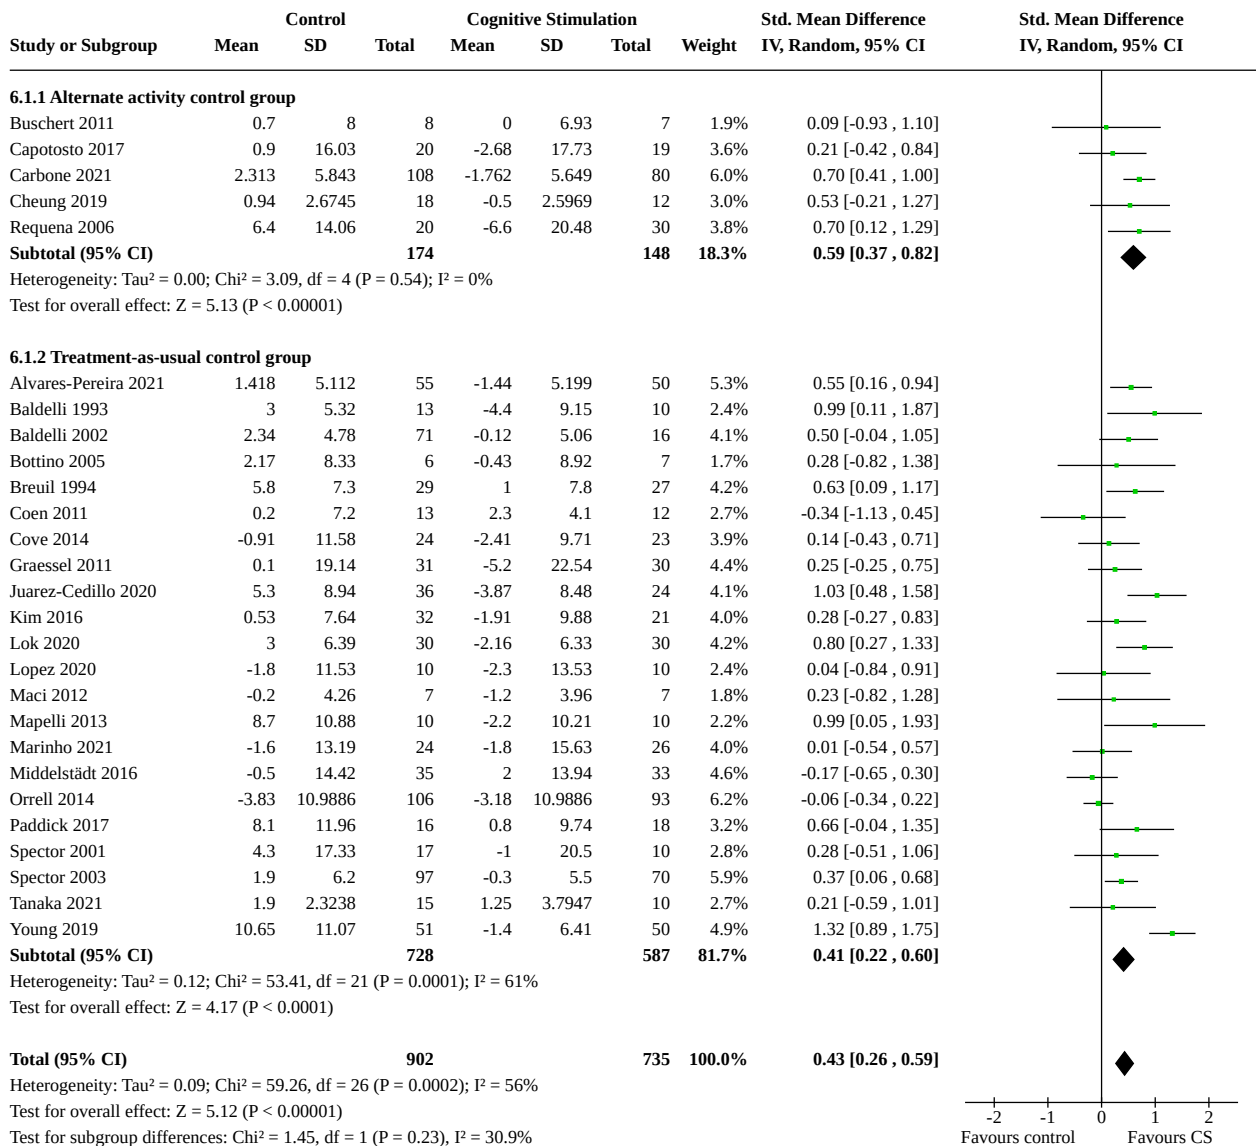 Control Cognitive Stimulation Std. Mean Difference Std. Mean Difference
Study or Subgroup Mean SD Total Mean SD Total Weight IV, Random, 95% CI IV, Random, 95% CI
6.1.1 Alternate activity control group
Buschert 2011 0.7 8 8 0 6.93 7 1.9% 0.09 [-0.93 , 1.10]
Capotosto 2017 0.9 16.03 20 -2.68 17.73 19 3.6% 0.21 [-0.42 , 0.84]
Carbone 2021 2.313 5.843 108 -1.762 5.649 80 6.0% 0.70 [0.41 , 1.00]
Cheung 2019 0.94 2.6745 18 -0.5 2.5969 12 3.0% 0.53 [-0.21 , 1.27]
Requena 2006 6.4 14.06 20 -6.6 20.48 30 3.8% 0.70 [0.12 , 1.29]
Subtotal (95% CI) 174 148 18.3% 0.59 [0.37 , 0.82]
Heterogeneity: Tau² = 0.00; Chi² = 3.09, df = 4 (P = 0.54); I² = 0%
Test for overall effect: Z = 5.13 (P < 0.00001)
6.1.2 Treatment-as-usual control group
Alvares-Pereira 2021 1.418 5.112 55 -1.44 5.199 50 5.3% 0.55 [0.16 , 0.94]
Baldelli 1993 3 5.32 13 -4.4 9.15 10 2.4% 0.99 [0.11 , 1.87]
Baldelli 2002 2.34 4.78 71 -0.12 5.06 16 4.1% 0.50 [-0.04 , 1.05]
Bottino 2005 2.17 8.33 6 -0.43 8.92 7 1.7% 0.28 [-0.82 , 1.38]
Breuil 1994 5.8 7.3 29 1 7.8 27 4.2% 0.63 [0.09 , 1.17]
Coen 2011 0.2 7.2 13 2.3 4.1 12 2.7% -0.34 [-1.13 , 0.45]
Cove 2014 -0.91 11.58 24 -2.41 9.71 23 3.9% 0.14 [-0.43 , 0.71]
Graessel 2011 0.1 19.14 31 -5.2 22.54 30 4.4% 0.25 [-0.25 , 0.75]
Juarez-Cedillo 2020 5.3 8.94 36 -3.87 8.48 24 4.1% 1.03 [0.48 , 1.58]
Kim 2016 0.53 7.64 32 -1.91 9.88 21 4.0% 0.28 [-0.27 , 0.83]
Lok 2020 3 6.39 30 -2.16 6.33 30 4.2% 0.80 [0.27 , 1.33]
Lopez 2020 -1.8 11.53 10 -2.3 13.53 10 2.4% 0.04 [-0.84 , 0.91]
Maci 2012 -0.2 4.26 7 -1.2 3.96 7 1.8% 0.23 [-0.82 , 1.28]
Mapelli 2013 8.7 10.88 10 -2.2 10.21 10 2.2% 0.99 [0.05 , 1.93]
Marinho 2021 -1.6 13.19 24 -1.8 15.63 26 4.0% 0.01 [-0.54 , 0.57]
Middelstädt 2016 -0.5 14.42 35 2 13.94 33 4.6% -0.17 [-0.65 , 0.30]
Orrell 2014 -3.83 10.9886 106 -3.18 10.9886 93 6.2% -0.06 [-0.34 , 0.22]
Paddick 2017 8.1 11.96 16 0.8 9.74 18 3.2% 0.66 [-0.04 , 1.35]
Spector 2001 4.3 17.33 17 -1 20.5 10 2.8% 0.28 [-0.51 , 1.06]
Spector 2003 1.9 6.2 97 -0.3 5.5 70 5.9% 0.37 [0.06 , 0.68]
Tanaka 2021 1.9 2.3238 15 1.25 3.7947 10 2.7% 0.21 [-0.59 , 1.01]
Young 2019 10.65 11.07 51 -1.4 6.41 50 4.9% 1.32 [0.89 , 1.75]
Subtotal (95% CI) 728 587 81.7% 0.41 [0.22 , 0.60]
Heterogeneity: Tau² = 0.12; Chi² = 53.41, df = 21 (P = 0.0001); I² = 61%
Test for overall effect: Z = 4.17 (P < 0.0001)
Total (95% CI) 902 735 100.0% 0.43 [0.26 , 0.59]
Heterogeneity: Tau² = 0.09; Chi² = 59.26, df = 26 (P = 0.0002); I² = 56%
Test for overall effect: Z = 5.12 (P < 0.00001) -2 -1 0 1 2
Test for subgroup differences: Chi² = 1.45, df = 1 (P = 0.23), I² = 30.9% Favours control Favours CS